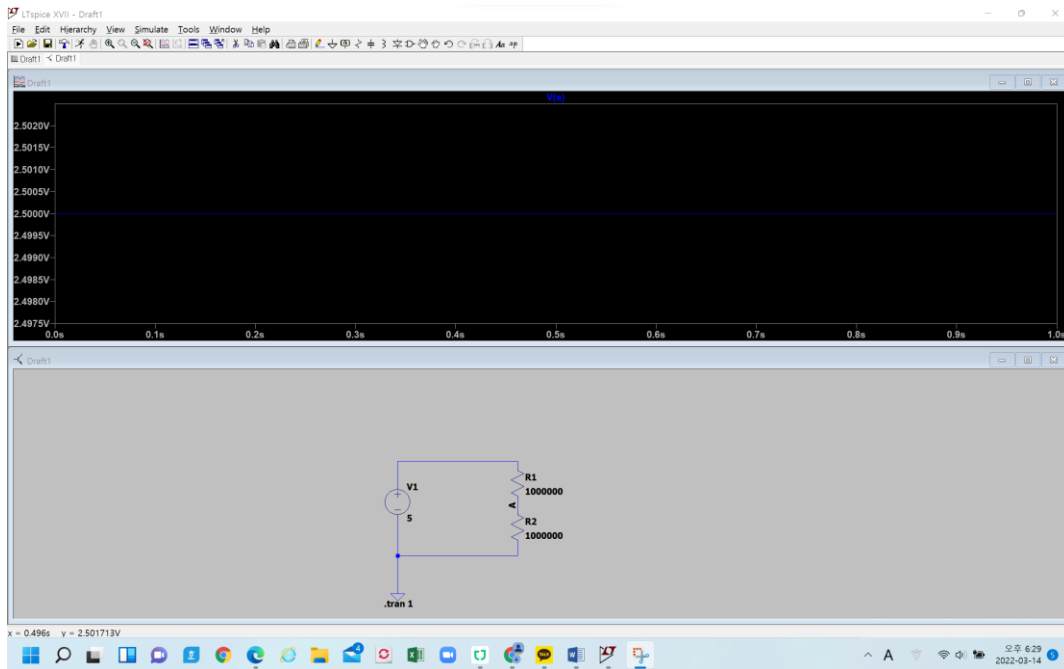 LTspice XVII - Draft1
File Edit Hierarchy View Simulate Tools Window Help
Draft1 Draft1
Draft1
V(a)
2.5020V
2.5015V
2.5010V
2.5005V
2.5000V
2.4995V
2.4990V
2.4985V
2.4980V
2.4975V
0.0s 0.1s 0.2s 0.3s 0.4s 0.5s 0.6s 0.7s 0.8s 0.9s 1.0s
Draft1
R1
1000000
V1
A
5
R2
1000000
.tran 1
x = 0.496s y = 2.501713V
A
오후 6:29
2022-03-14
5